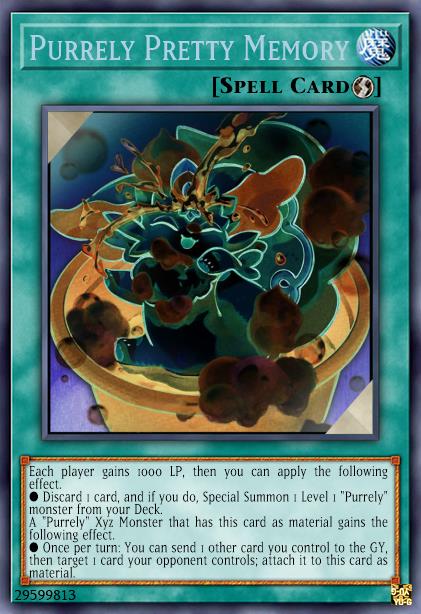 PURRELY PRETTY MEMORY
魔
[SPELL CARD]
Each player gains 1000 LP, then you can apply the following
effect.
● Discard 1 card, and if you do, Special Summon 1 Level 1 "Purrely"
monster from your Deck.
A "Purrely" Xyz Monster that has this card as material gains the
following effect.
● Once per turn: You can send 1 other card you control to the GY,
then target 1 card your opponent controls; attach it to this card as
material.
29599813